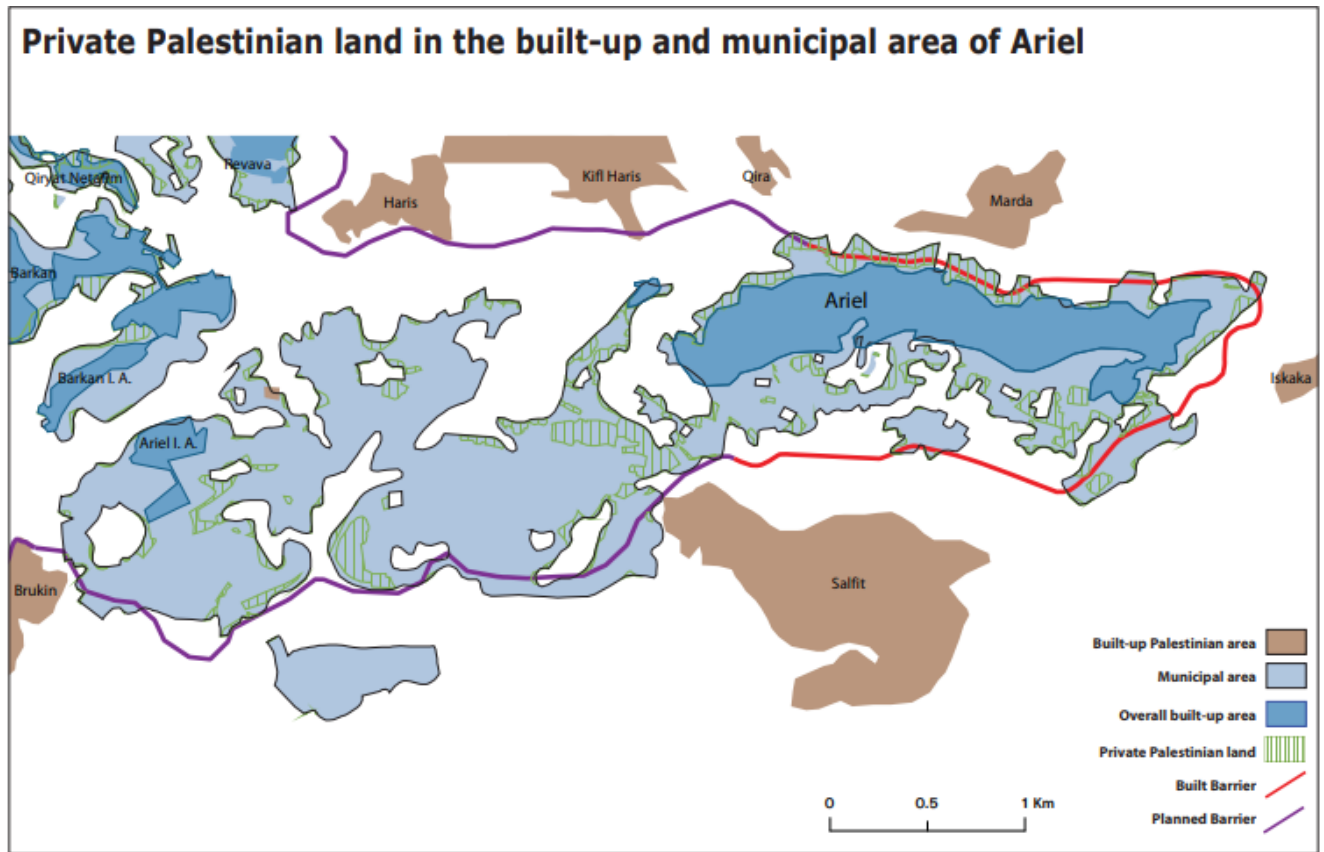 Private Palestinian land in the built-up and municipal area of Ariel
Revava
Qiryat Netafim
Haris
Kifl Haris
Qira
Marda
Barkan
Ariel
Barkan I. A.
Iskaka
Ariel I. A.
Brukin
Salfit
Built-up Palestinian area
Municipal area
Overall built-up area
Private Palestinian land
Built Barrier
Planned Barrier
0 0.5 1 Km